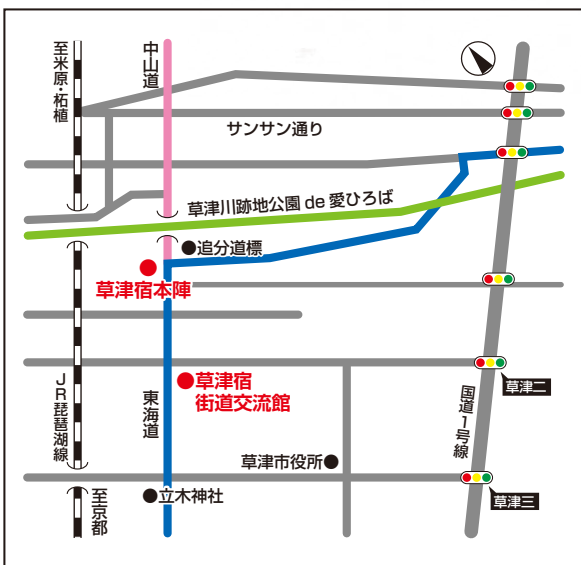 至米原・柘植
中山道
サンサン通り
草津川跡地公園 de 愛ひろば
追分道標
草津宿本陣
草津宿
街道交流館
草津二
国道1号線
JR琵琶湖線
東海道
草津市役所
立木神社
草津三
至京都